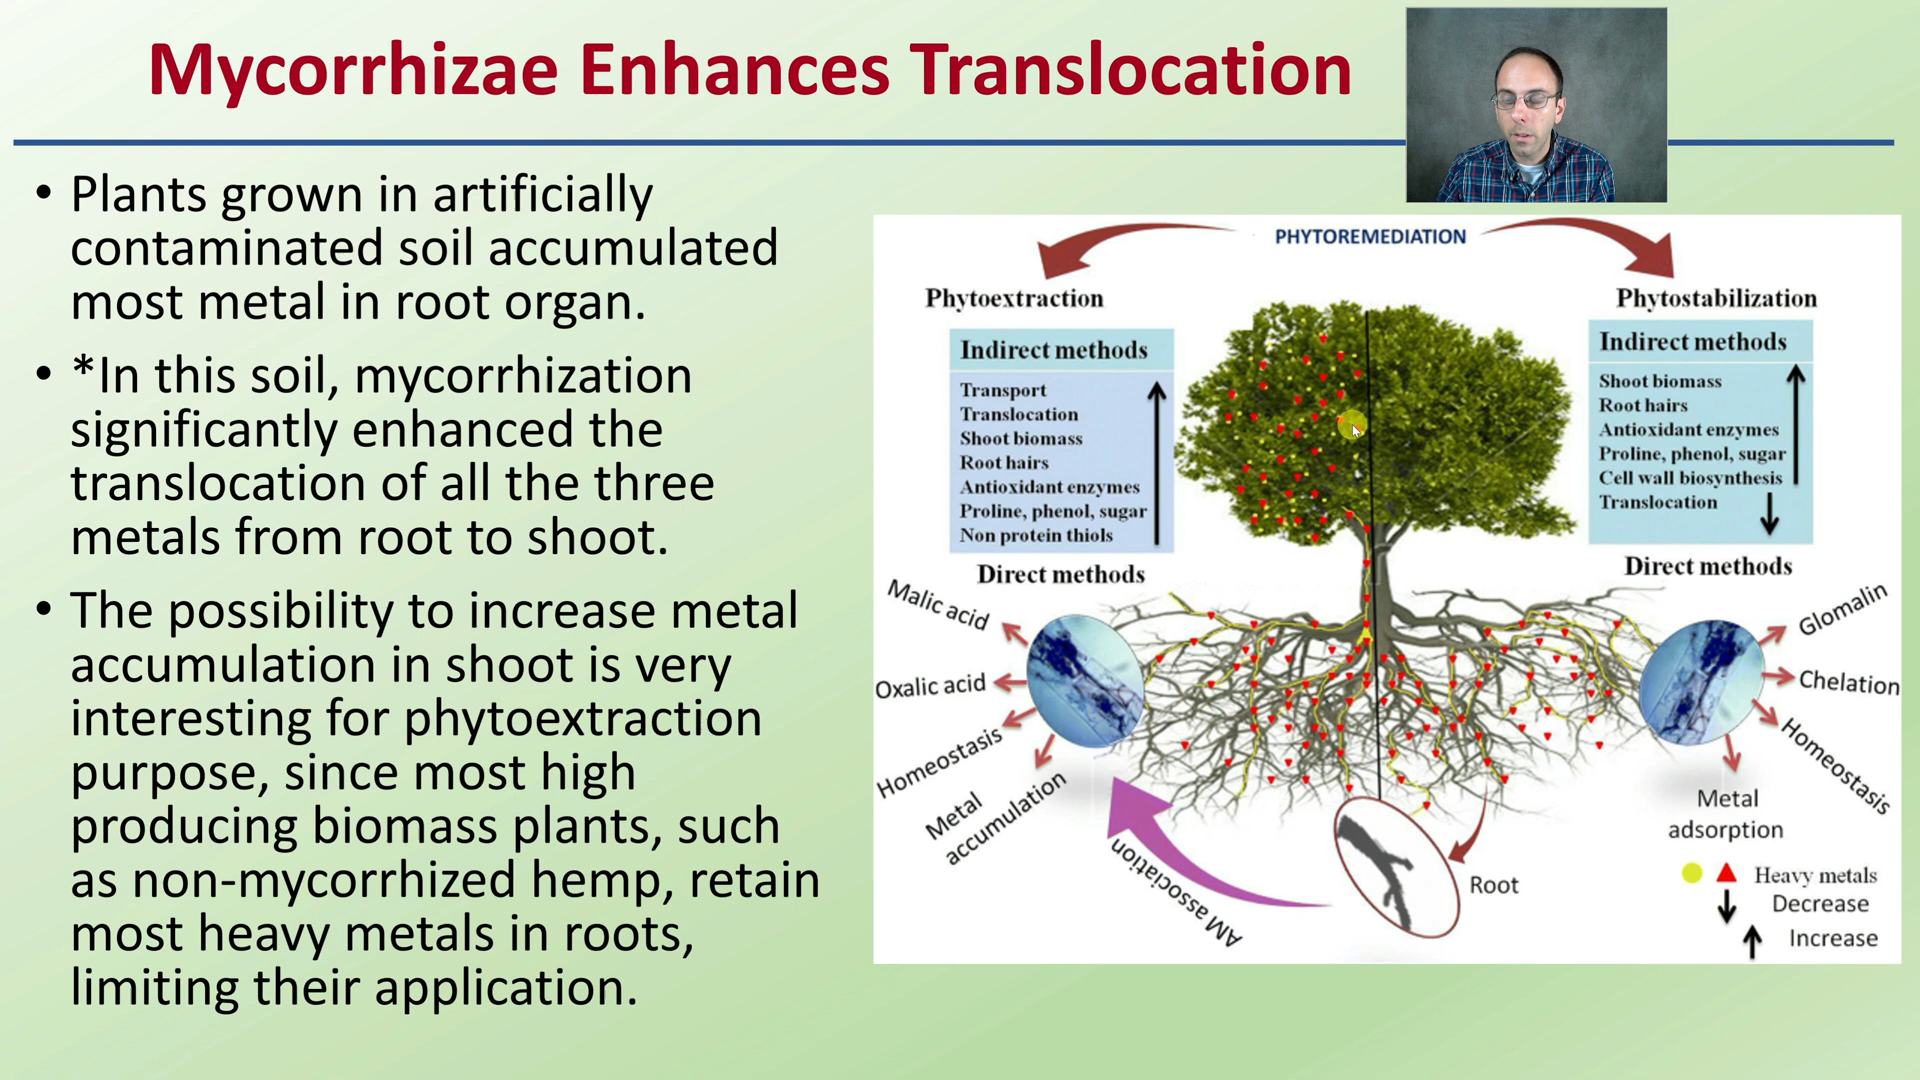 Mycorrhizae Enhances Translocation
• Plants grown in artificially
contaminated soil accumulated
most metal in root organ.
• *In this soil, mycorrhization
significantly enhanced the
translocation of all the three
metals from root to shoot.
• The possibility to increase metal
accumulation in shoot is very
interesting for phytoextraction
purpose, since most high
producing biomass plants, such
as non-mycorrhized hemp, retain
most heavy metals in roots,
limiting their application.
PHYTOREMEDIATION
Phytoextraction
Indirect methods
Transport
Translocation
Shoot biomass
Root hairs
Antioxidant enzymes
Proline, phenol, sugar
Non protein thiols
Direct methods
Malic acid
Oxalic acid
Homeostasis
Metal
accumulation
AM association
Root
Phytostabilization
Indirect methods
Shoot biomass
Root hairs
Antioxidant enzymes
Proline, phenol, sugar
Cell wall biosynthesis
Translocation
Direct methods
Glomalin
Chelation
Homeostasis
Metal
adsorption
Heavy metals
Decrease
Increase